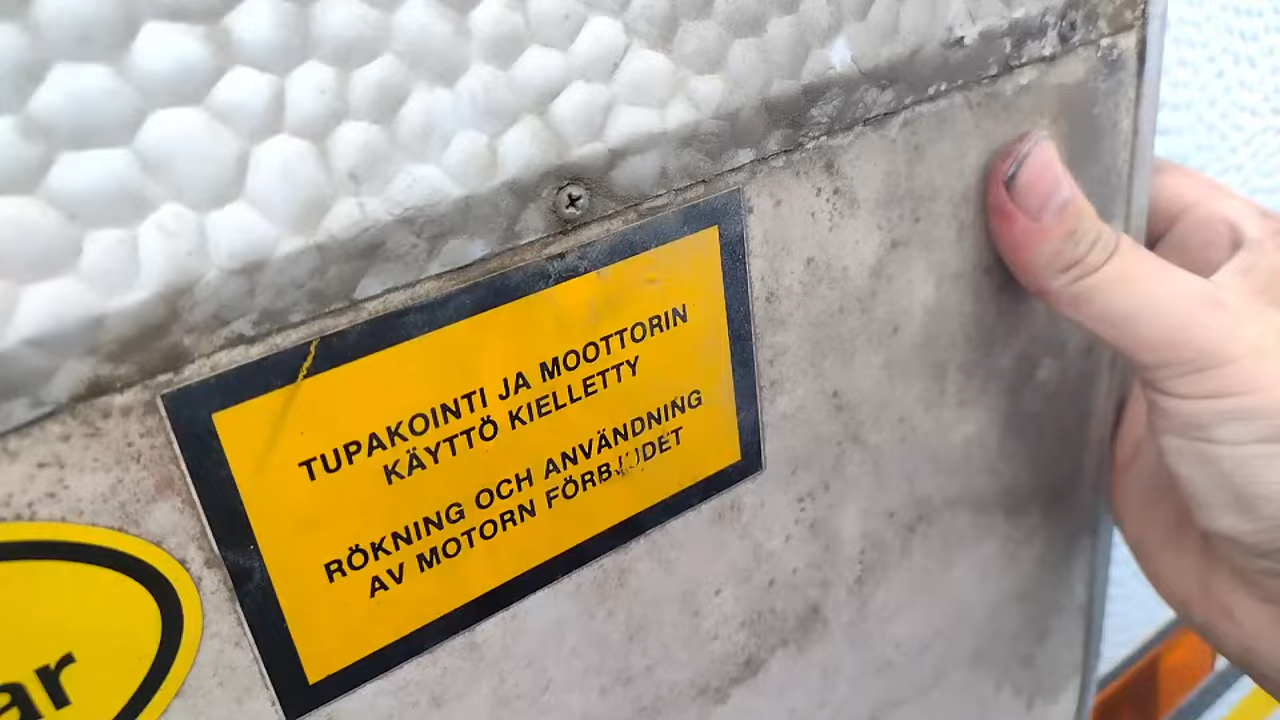 TUPAKOINTI JA MOOTTORIN
KÄYTTÖ KIELLETTY
RÖKNING OCH ANVÄNDNING
AV MOTORN FÖRBJUDET
ar